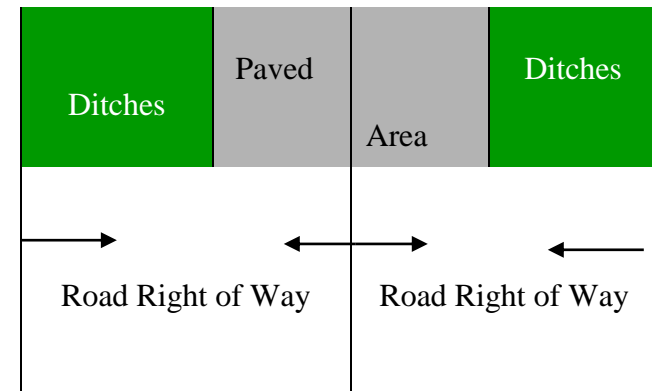 Paved
Ditches
Ditches
Area
Road Right of Way
Road Right of Way